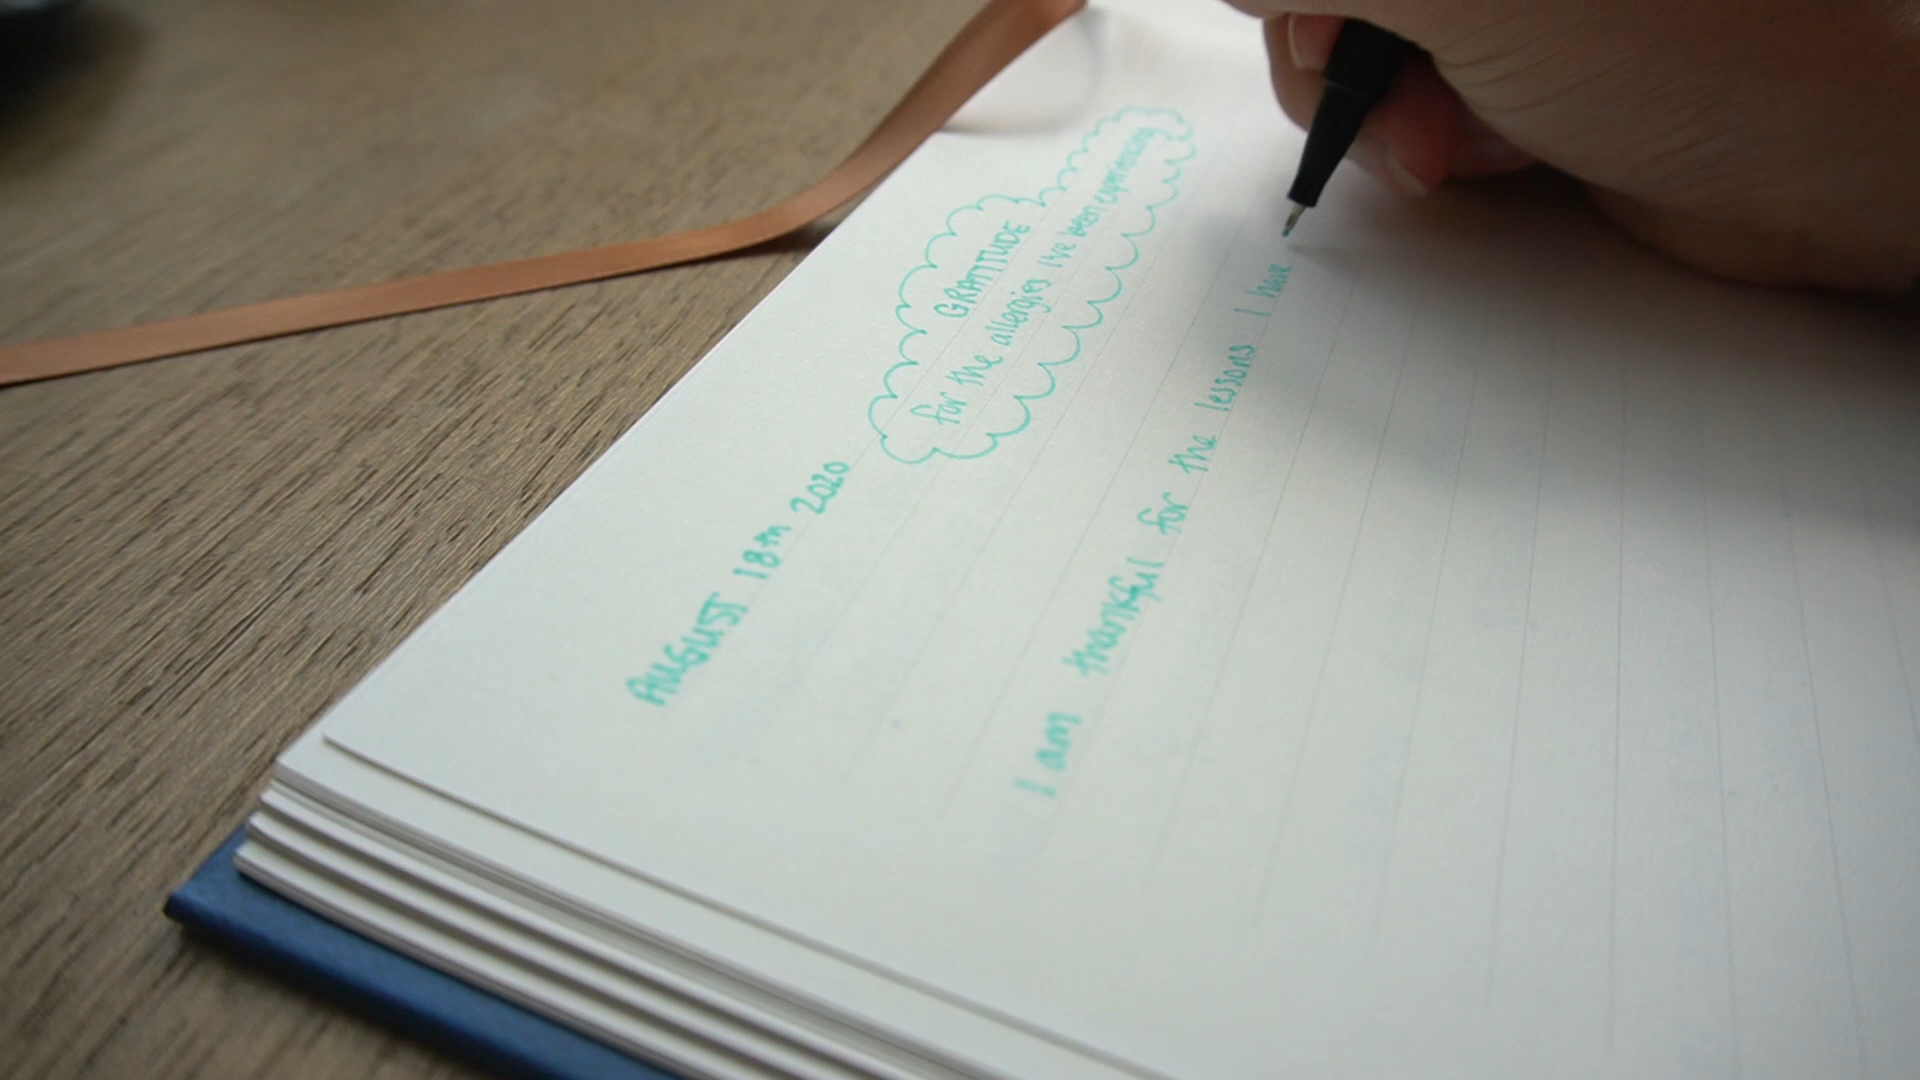 AUGUST 18th 2020
GRATITUDE
for the allergies I've been experiencing
I am thankful for the lessons I have